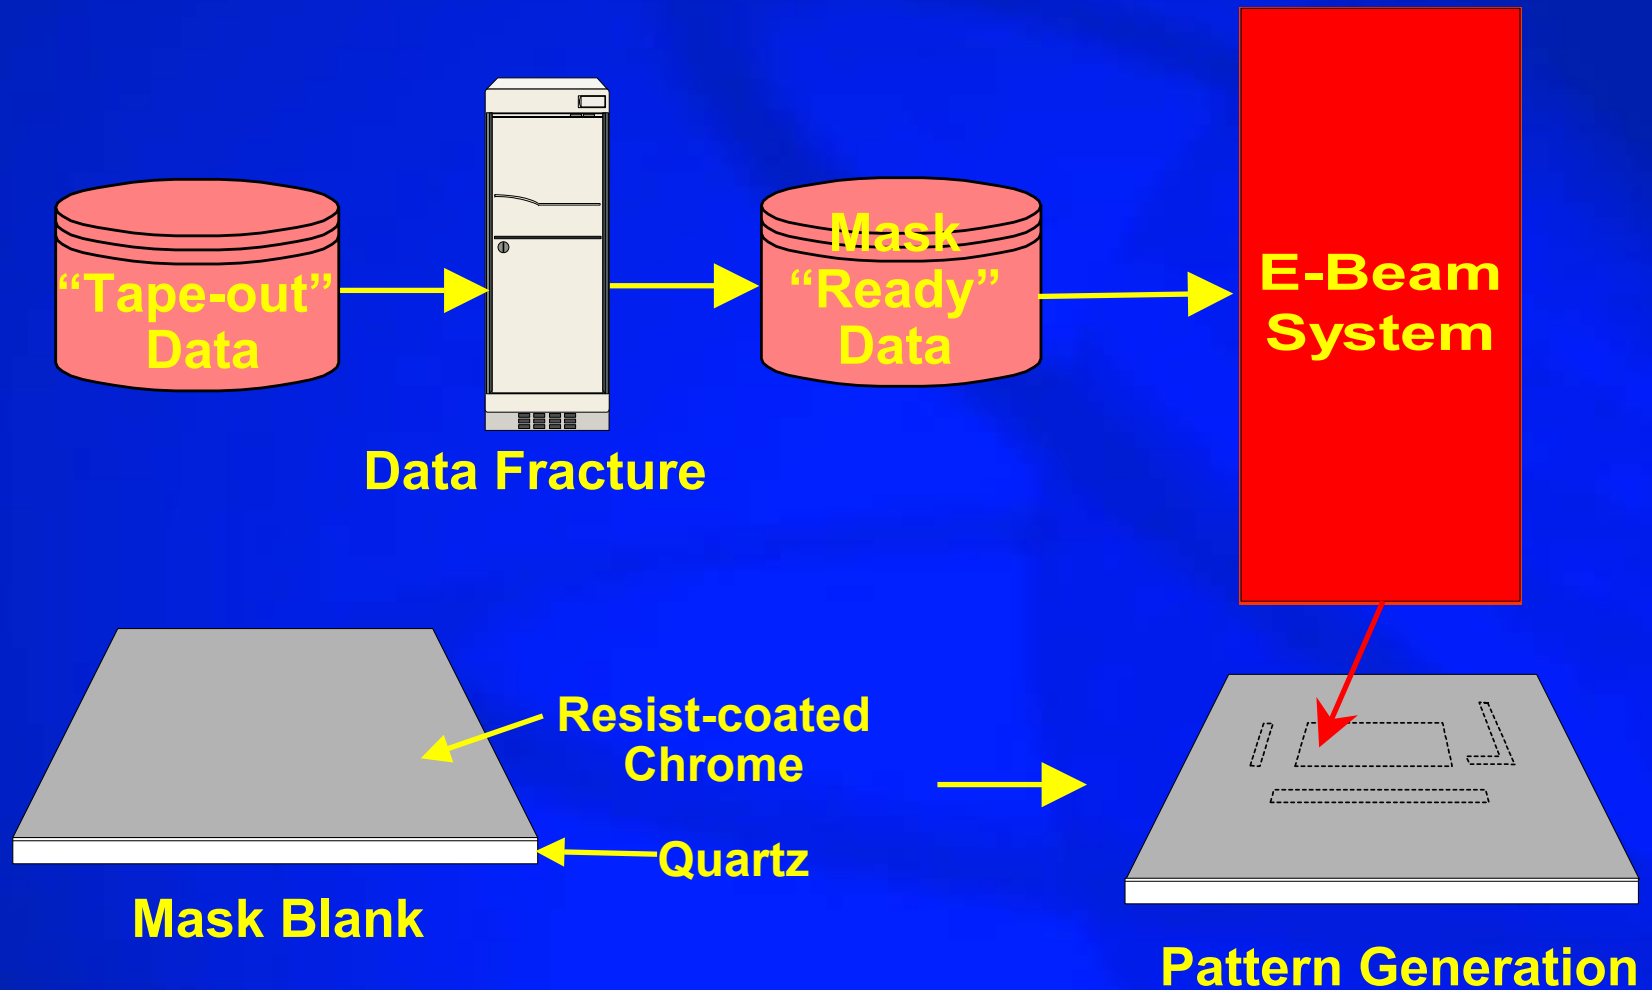 “Tape-out”
Data
Data Fracture
Mask
“Ready”
Data
E-Beam
System
Resist-coated
Chrome
Quartz
Mask Blank
Pattern Generation